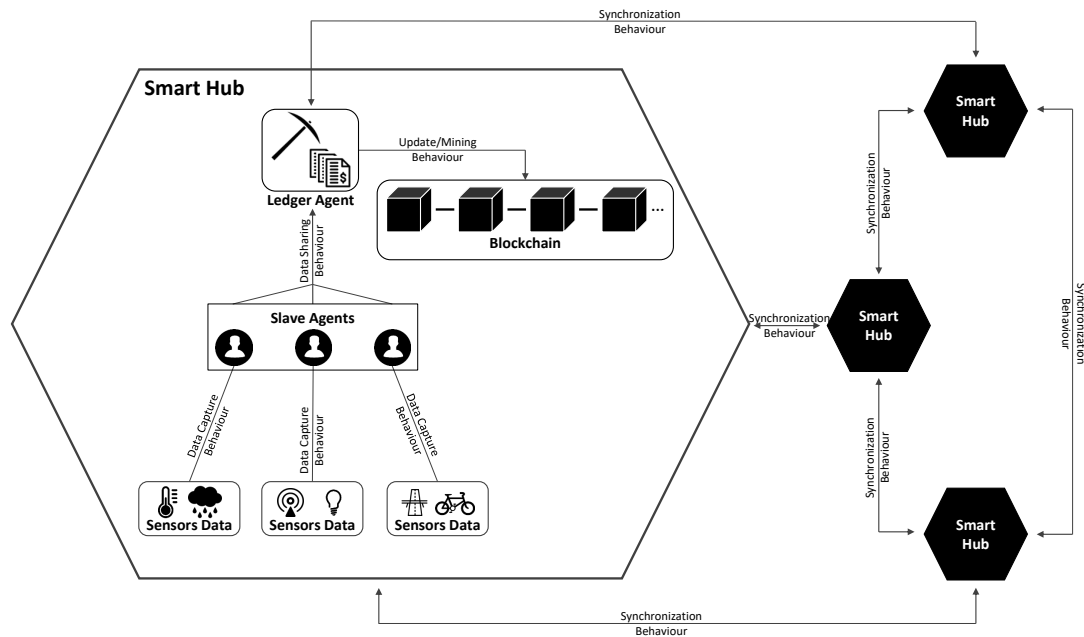 Synchronization
Behaviour
Smart Hub
Smart
Hub
Update/Mining
Behaviour
$
Ledger Agent
Blockchain
...
Data Sharing
Behaviour
Synchronization
Behaviour
Synchronization
Behaviour
Slave Agents
Synchronization
Behaviour
Smart
Hub
Data Capture
Behaviour
Data Capture
Behaviour
Data Capture
Behaviour
Synchronization
Behaviour
Sensors Data
Sensors Data
Sensors Data
Smart
Hub
Synchronization
Behaviour